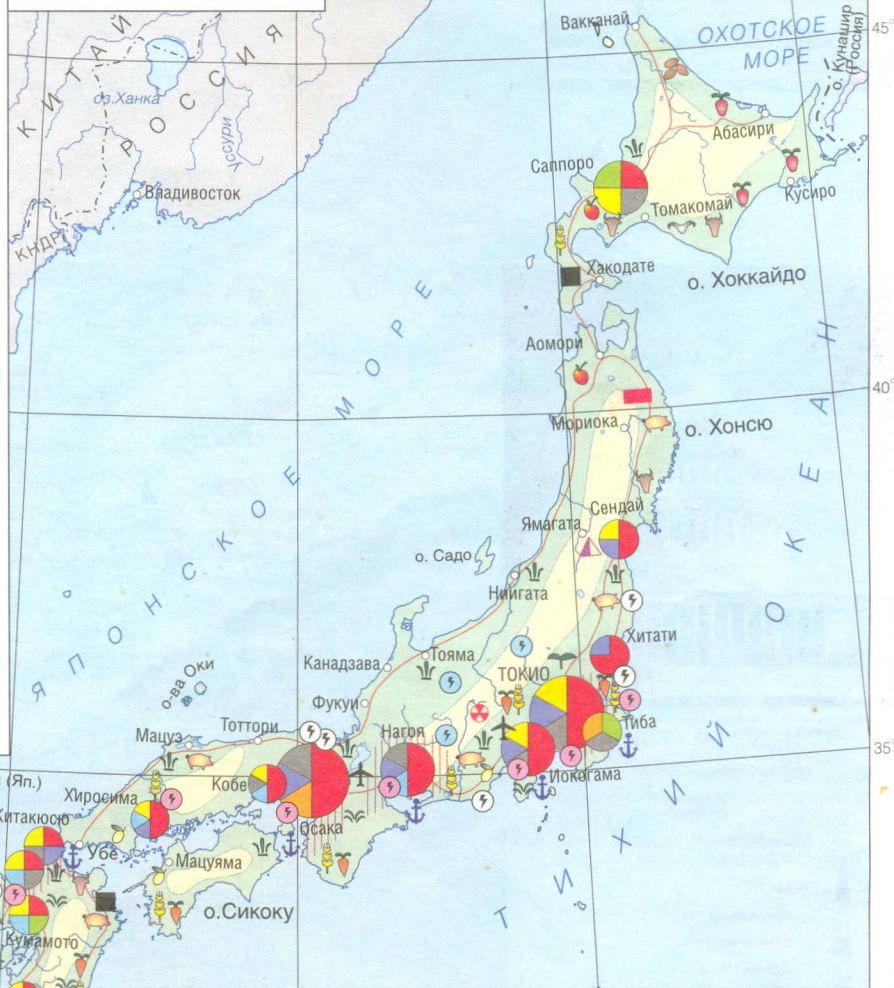 Вакканай
ОХОТСКОЕ
МОРЕ
о. Кунашир
(Россия)
45°
КИТАЙ
РОССИЯ
оз.Ханка
Уссури
Абасири
Саппоро
Владивосток
Томакомай
Кусиро
КНДР
Хакодате
о. Хоккайдо
Аомори
40°
Мориока
о. Хонсю
ЯПОНСКОЕ МОРЕ
Сендай
Ямагата
о. Садо
Ниигата
Хитати
Тояма
Канадзава
ТОКИО
о-ва Оки
Фукуи
Тиба
Мацуэ
Тоттори
Нагоя
35°
Иокогама
(Яп.)
Кобе
Хиросима
Китакюсю
Осака
Убе
Мацуяма
о.Сикоку
Кумамото
ТИХИЙ ОКЕАН